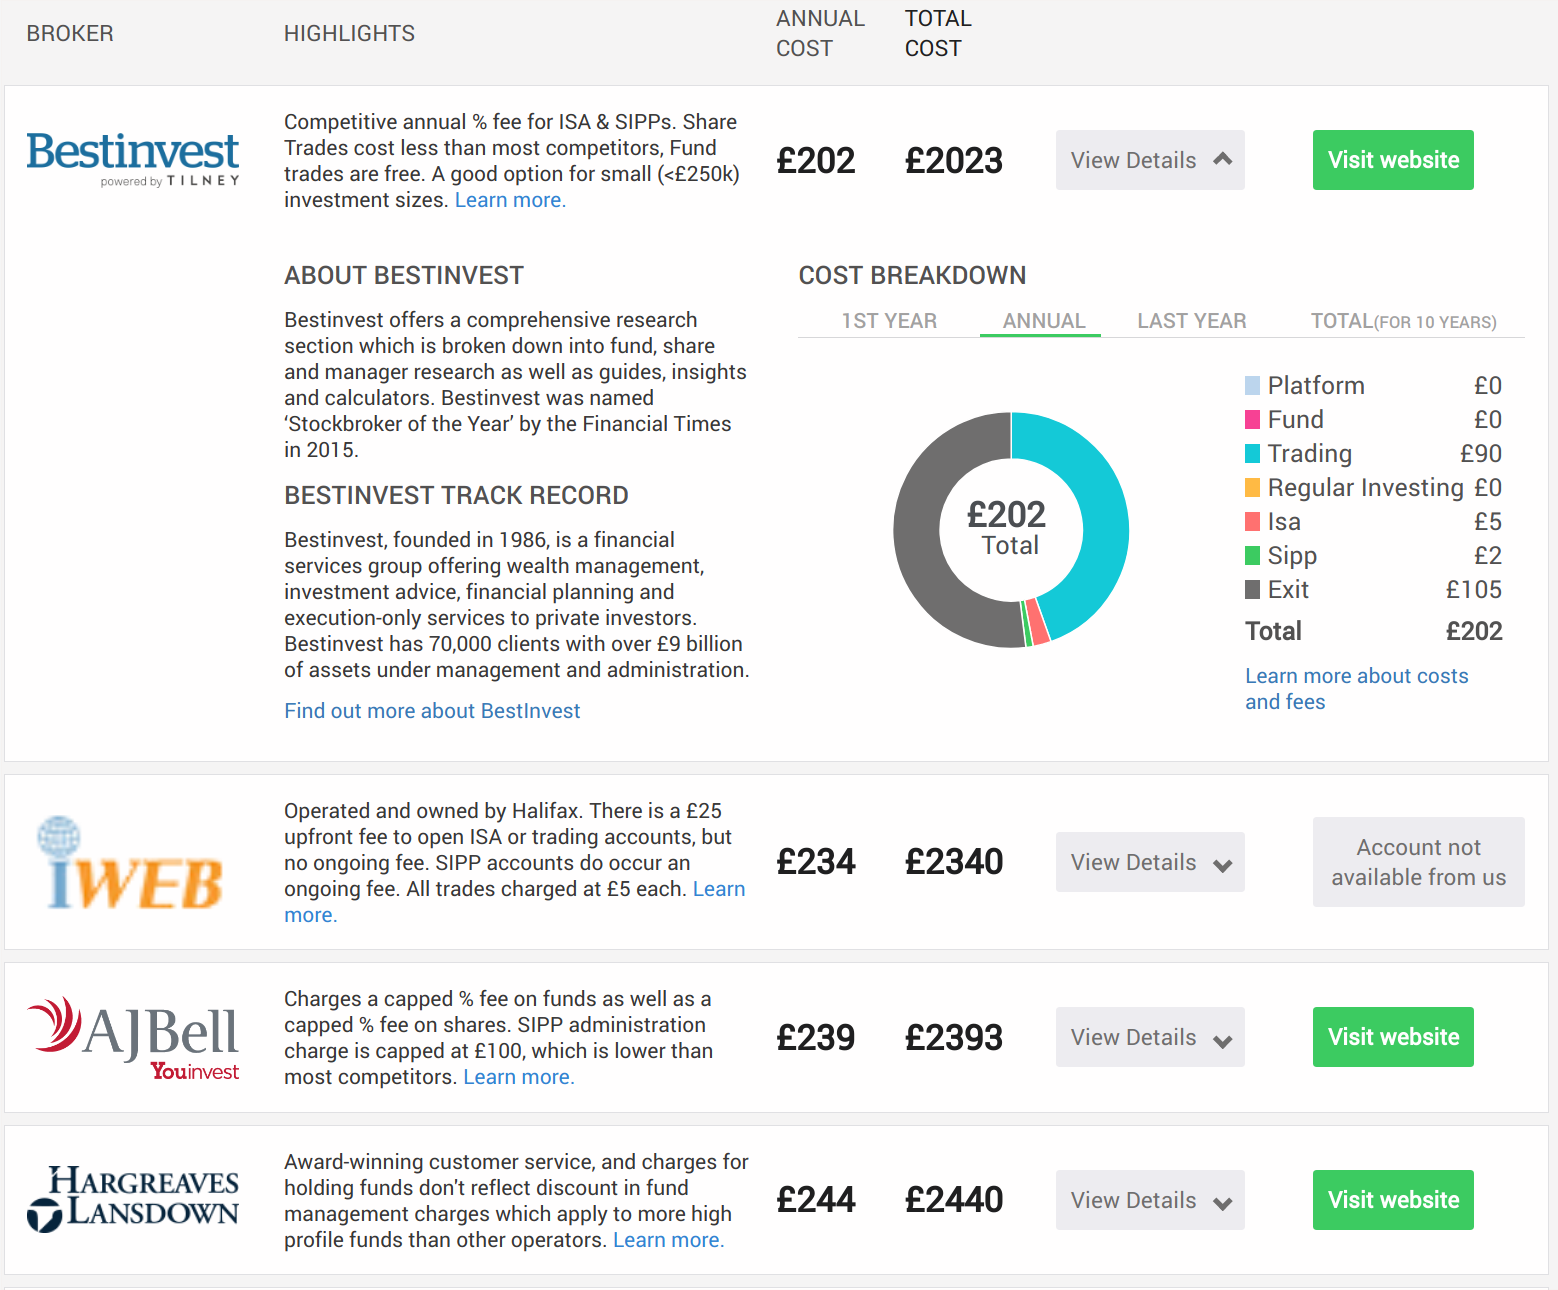 BROKER
HIGHLIGHTS
ANNUAL
COST
TOTAL
COST
Bestinvest
powered by TILNEY
Competitive annual % fee for ISA & SIPPs. Share
Trades cost less than most competitors, Fund
trades are free. A good option for small (<£250k)
investment sizes. Learn more.
£202
£2023
View Details
Visit website
ABOUT BESTINVEST
Bestinvest offers a comprehensive research
section which is broken down into fund, share
and manager research as well as guides, insights
and calculators. Bestinvest was named
‘Stockbroker of the Year’ by the Financial Times
in 2015.
BESTINVEST TRACK RECORD
Bestinvest, founded in 1986, is a financial
services group offering wealth management,
investment advice, financial planning and
execution-only services to private investors.
Bestinvest has 70,000 clients with over £9 billion
of assets under management and administration.
Find out more about BestInvest
COST BREAKDOWN
1ST YEAR
ANNUAL
LAST YEAR
TOTAL(FOR 10 YEARS)
£202
Total
Platform £0
Fund £0
Trading £90
Regular Investing £0
Isa £5
Sipp £2
Exit £105
Total £202
Learn more about costs
and fees
iWEB
Operated and owned by Halifax. There is a £25
upfront fee to open ISA or trading accounts, but
no ongoing fee. SIPP accounts do occur an
ongoing fee. All trades charged at £5 each. Learn
more.
£234
£2340
View Details
Account not
available from us
AJBell
Youinvest
Charges a capped % fee on funds as well as a
capped % fee on shares. SIPP administration
charge is capped at £100, which is lower than
most competitors. Learn more.
£239
£2393
View Details
Visit website
HARGREAVES
LANSDOWN
Award-winning customer service, and charges for
holding funds don't reflect discount in fund
management charges which apply to more high
profile funds than other operators. Learn more.
£244
£2440
View Details
Visit website